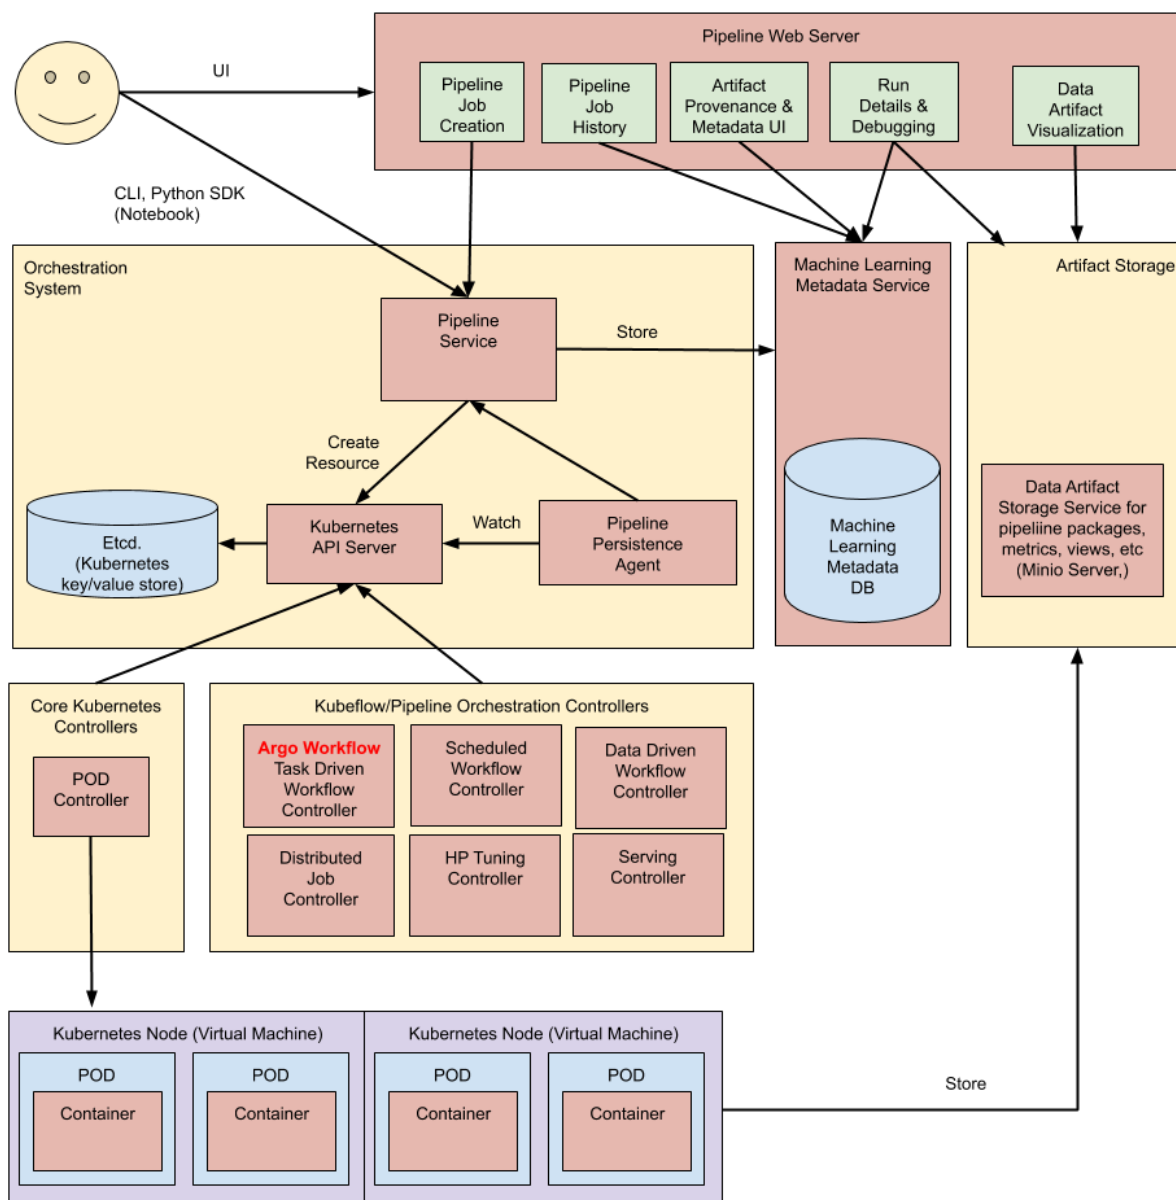 UI
Pipeline Web Server
Pipeline
Job
Creation
Pipeline
Job
History
Artifact
Provenance &
Metadata UI
Run
Details &
Debugging
Data
Artifact
Visualization
CLI, Python SDK
(Notebook)
Orchestration
System
Pipeline
Service
Store
Machine Learning
Metadata Service
Artifact Storage
Create
Resource
Etcd.
(Kubernetes
key/value store)
Kubernetes
API Server
Watch
Pipeline
Persistence
Agent
Machine
Learning
Metadata
DB
Data Artifact
Storage Service for
pipeliine packages,
metrics, views, etc
(Minio Server,)
Core Kubernetes
Controllers
POD
Controller
Kubeflow/Pipeline Orchestration Controllers
Argo Workflow
Task Driven
Workflow
Controller
Scheduled
Workflow
Controller
Data Driven
Workflow
Controller
Distributed
Job
Controller
HP Tuning
Controller
Serving
Controller
Kubernetes Node (Virtual Machine)
POD
Container
POD
Container
Kubernetes Node (Virtual Machine)
POD
Container
POD
Container
Store